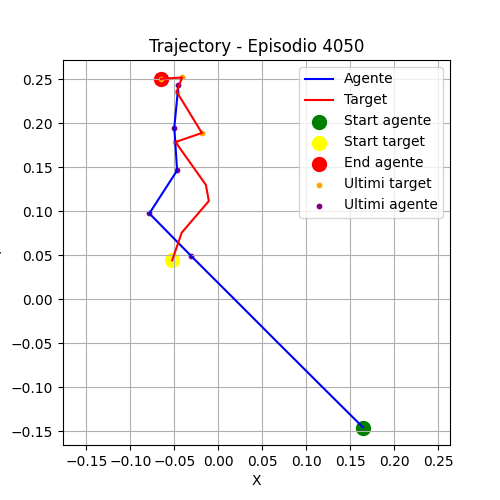 Trajectory - Episodio 4050
Agente
Target
Start agente
Start target
End agente
Ultimi target
Ultimi agente
0.25
0.20
0.15
0.10
0.05
0.00
−0.05
−0.10
−0.15
−0.15 −0.10 −0.05 0.00 0.05 0.10 0.15 0.20 0.25
X